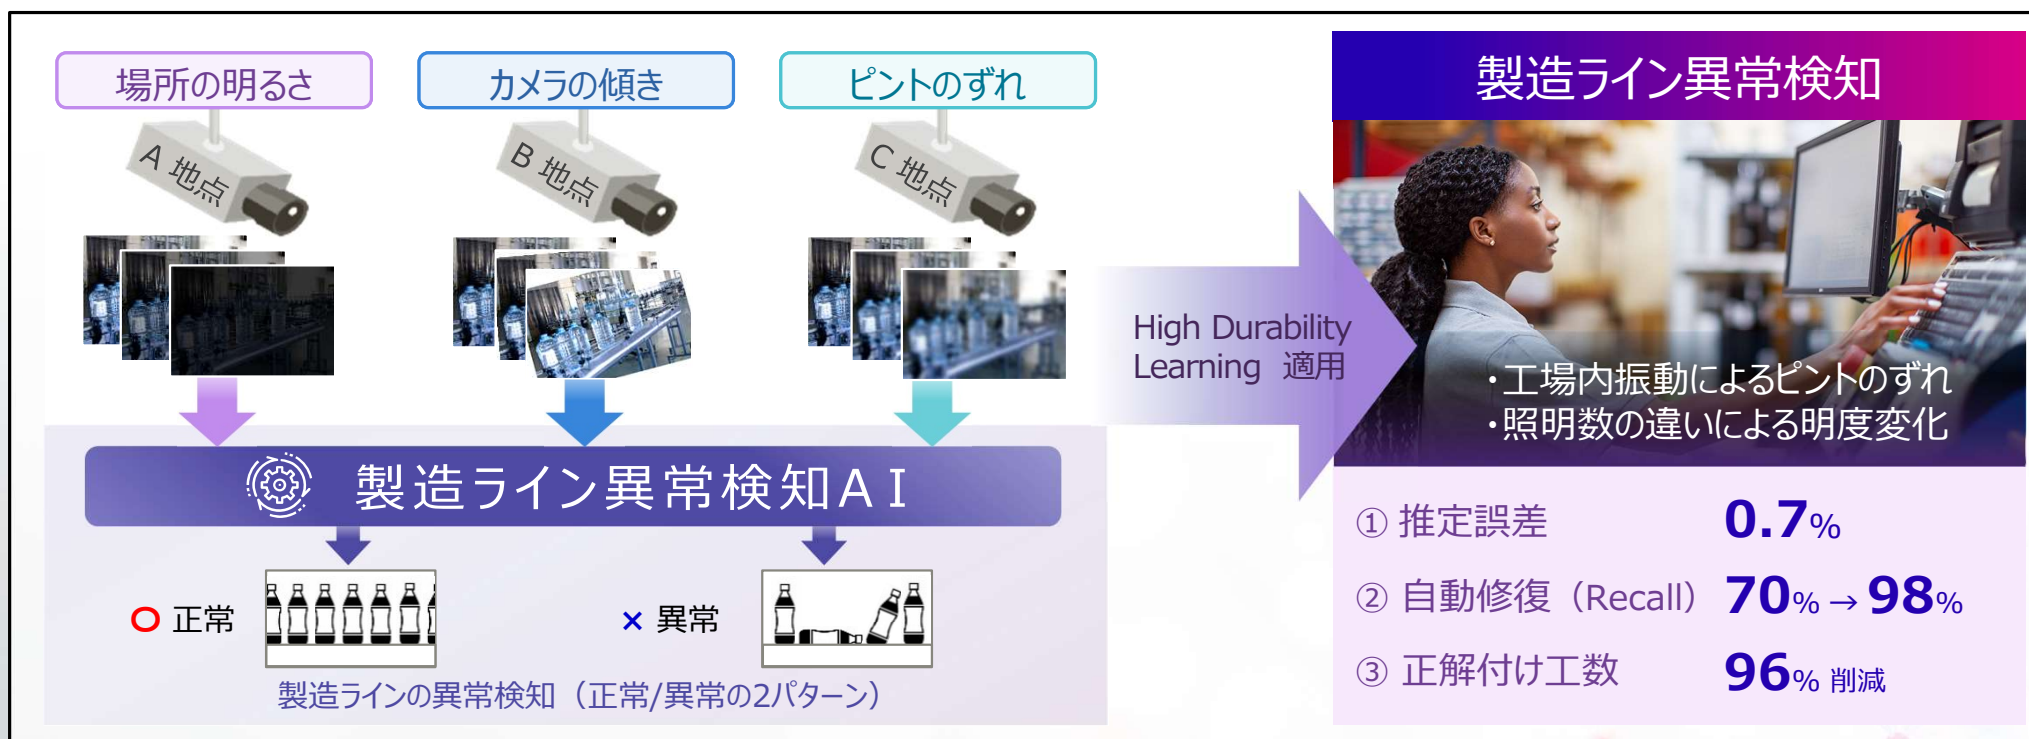 場所の明るさ
カメラの傾き
ピントのずれ
A 地点
B 地点
C 地点
製造ライン異常検知AI
〇 正常
× 異常
製造ラインの異常検知（正常/異常の2パターン）
High Durability
Learning 適用
製造ライン異常検知
・工場内振動によるピントのずれ
・照明数の違いによる明度変化
① 推定誤差 0.7%
② 自動修復（Recall） 70% → 98%
③ 正解付け工数 96% 削減